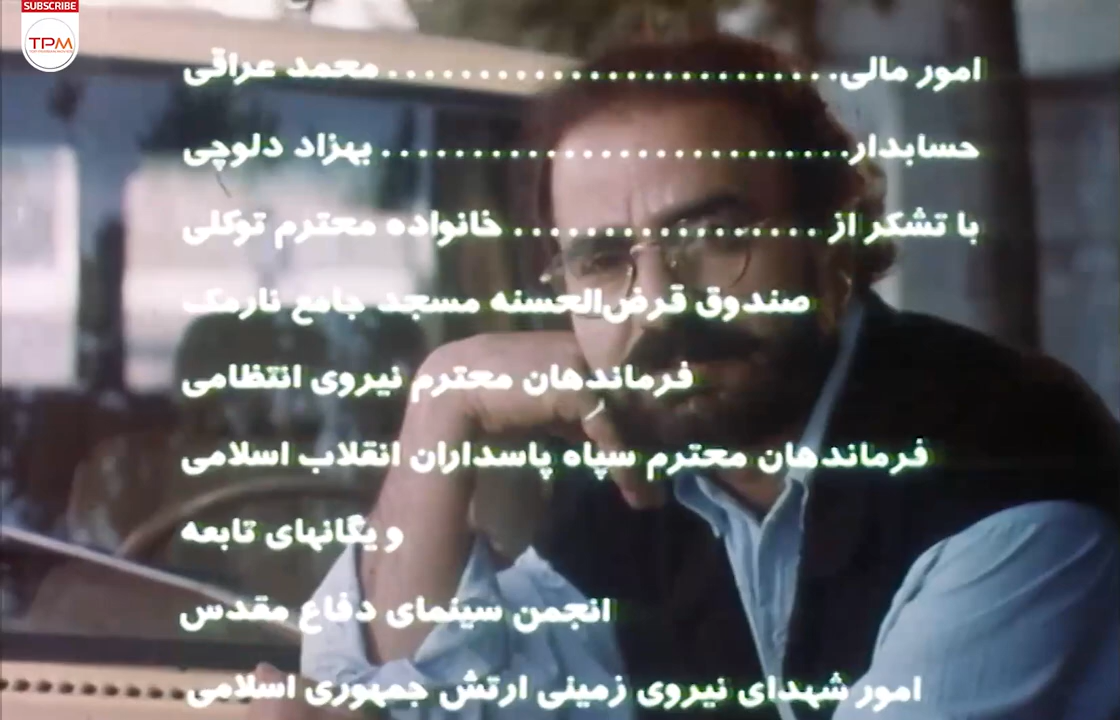 SUBSCRIBE
TPM
امور مالی..........................محمد عراقی
حسابدار..........................بهزاد دلوچی
با تشکر از .................خانواده محترم توکلی
صندوق قرض‌الحسنه مسجد جامع نارمک
فرماندهان محترم نیروی انتظامی
فرماندهان محترم سپاه پاسداران انقلاب اسلامی
و یگانهای تابعه
انجمن سینمای دفاع مقدس
امور شهدای نیروی زمینی ارتش جمهوری اسلامی